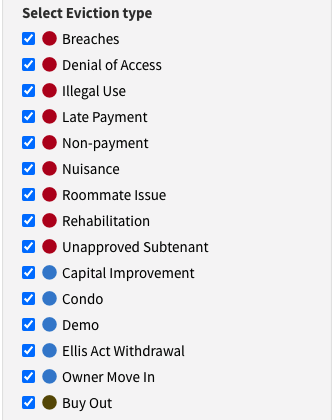 Select Eviction type
Breaches
Denial of Access
Illegal Use
Late Payment
Non-payment
Nuisance
Roommate Issue
Rehabilitation
Unapproved Subtenant
Capital Improvement
Condo
Demo
Ellis Act Withdrawal
Owner Move In
Buy Out